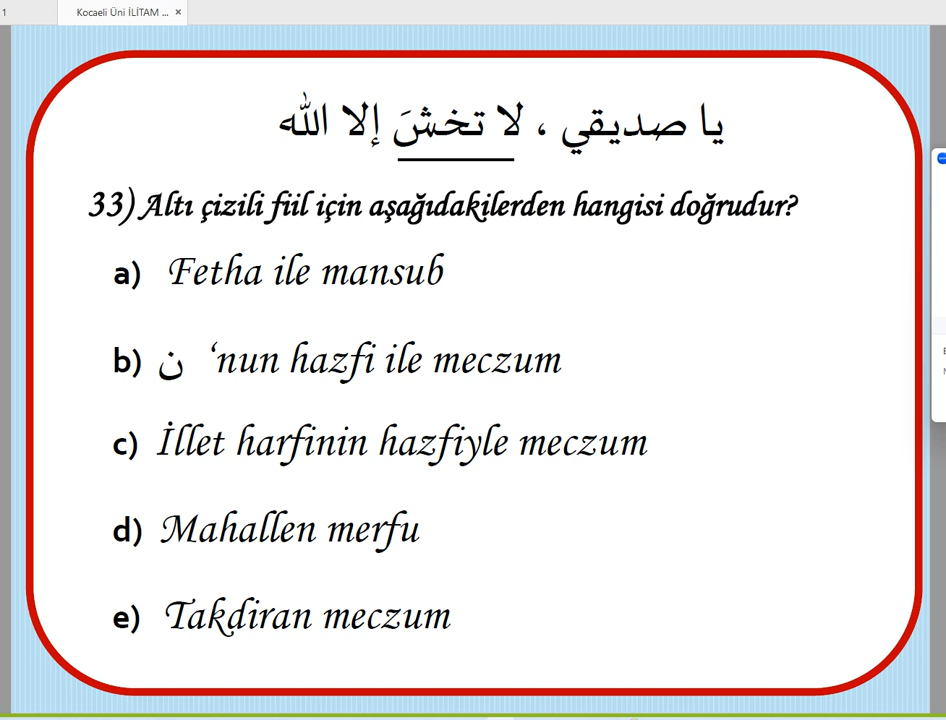 1
Kocaeli Üni İLİTAM ... ×
يا صديقي ، لا تخشَ إلا الله
33) Altı çizili fiil için aşağıdakilerden hangisi doğrudur?
a) Fetha ile mansub
b) ن ‘nun hazfi ile meczum
c) İllet harfinin hazfiyle meczum
d) Mahallen merfu
e) Takdiran meczum